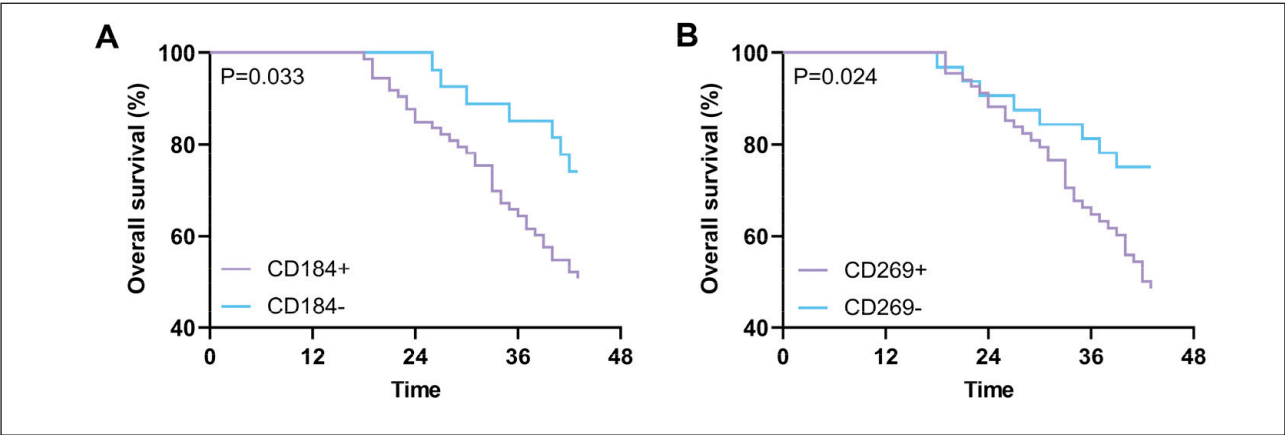 A
100
80
60
40
Overall survival (%)
P=0.033
CD184+
CD184-
0 12 24 36 48
Time
B
100
80
60
40
Overall survival (%)
P=0.024
CD269+
CD269-
0 12 24 36 48
Time